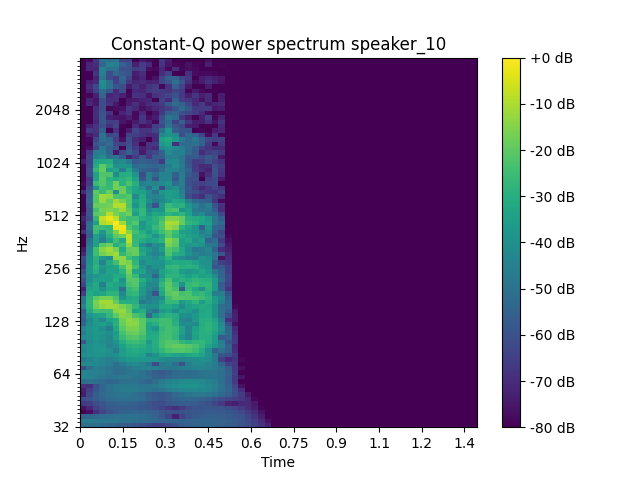 Constant-Q power spectrum speaker_10
+0 dB
-10 dB
-20 dB
-30 dB
-40 dB
-50 dB
-60 dB
-70 dB
-80 dB
Hz
2048
1024
512
256
128
64
32
0 0.15 0.3 0.45 0.6 0.75 0.9 1.1 1.2 1.4
Time